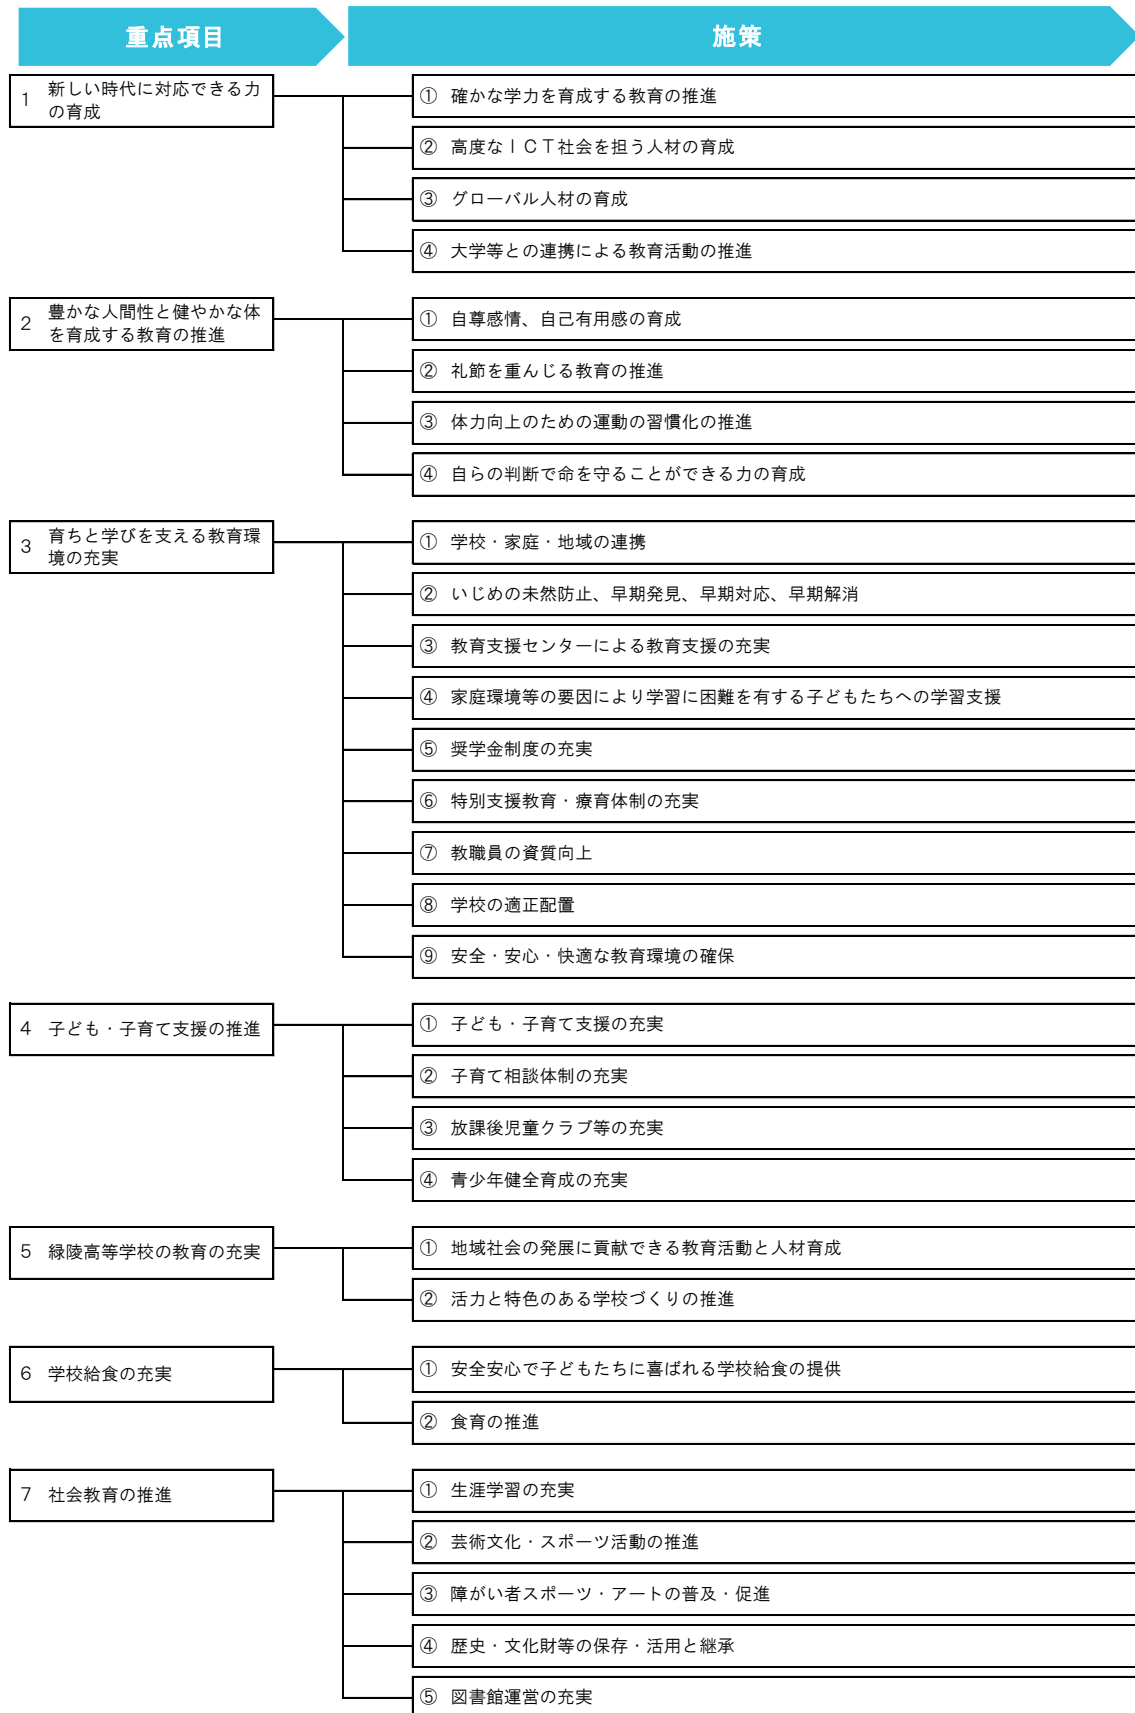 重点項目
施策
1 新しい時代に対応できる力
の育成
① 確かな学力を育成する教育の推進
② 高度なＩＣＴ社会を担う人材の育成
③ グローバル人材の育成
④ 大学等との連携による教育活動の推進
2 豊かな人間性と健やかな体
を育成する教育の推進
① 自尊感情、自己有用感の育成
② 礼節を重んじる教育の推進
③ 体力向上のための運動の習慣化の推進
④ 自らの判断で命を守ることができる力の育成
3 育ちと学びを支える教育環
境の充実
① 学校・家庭・地域の連携
② いじめの未然防止、早期発見、早期対応、早期解消
③ 教育支援センターによる教育支援の充実
④ 家庭環境等の要因により学習に困難を有する子どもたちへの学習支援
⑤ 奨学金制度の充実
⑥ 特別支援教育・療育体制の充実
⑦ 教職員の資質向上
⑧ 学校の適正配置
⑨ 安全・安心・快適な教育環境の確保
4 子ども・子育て支援の推進
① 子ども・子育て支援の充実
② 子育て相談体制の充実
③ 放課後児童クラブ等の充実
④ 青少年健全育成の充実
5 緑陵高等学校の教育の充実
① 地域社会の発展に貢献できる教育活動と人材育成
② 活力と特色のある学校づくりの推進
6 学校給食の充実
① 安全安心で子どもたちに喜ばれる学校給食の提供
② 食育の推進
7 社会教育の推進
① 生涯学習の充実
② 芸術文化・スポーツ活動の推進
③ 障がい者スポーツ・アートの普及・促進
④ 歴史・文化財等の保存・活用と継承
⑤ 図書館運営の充実